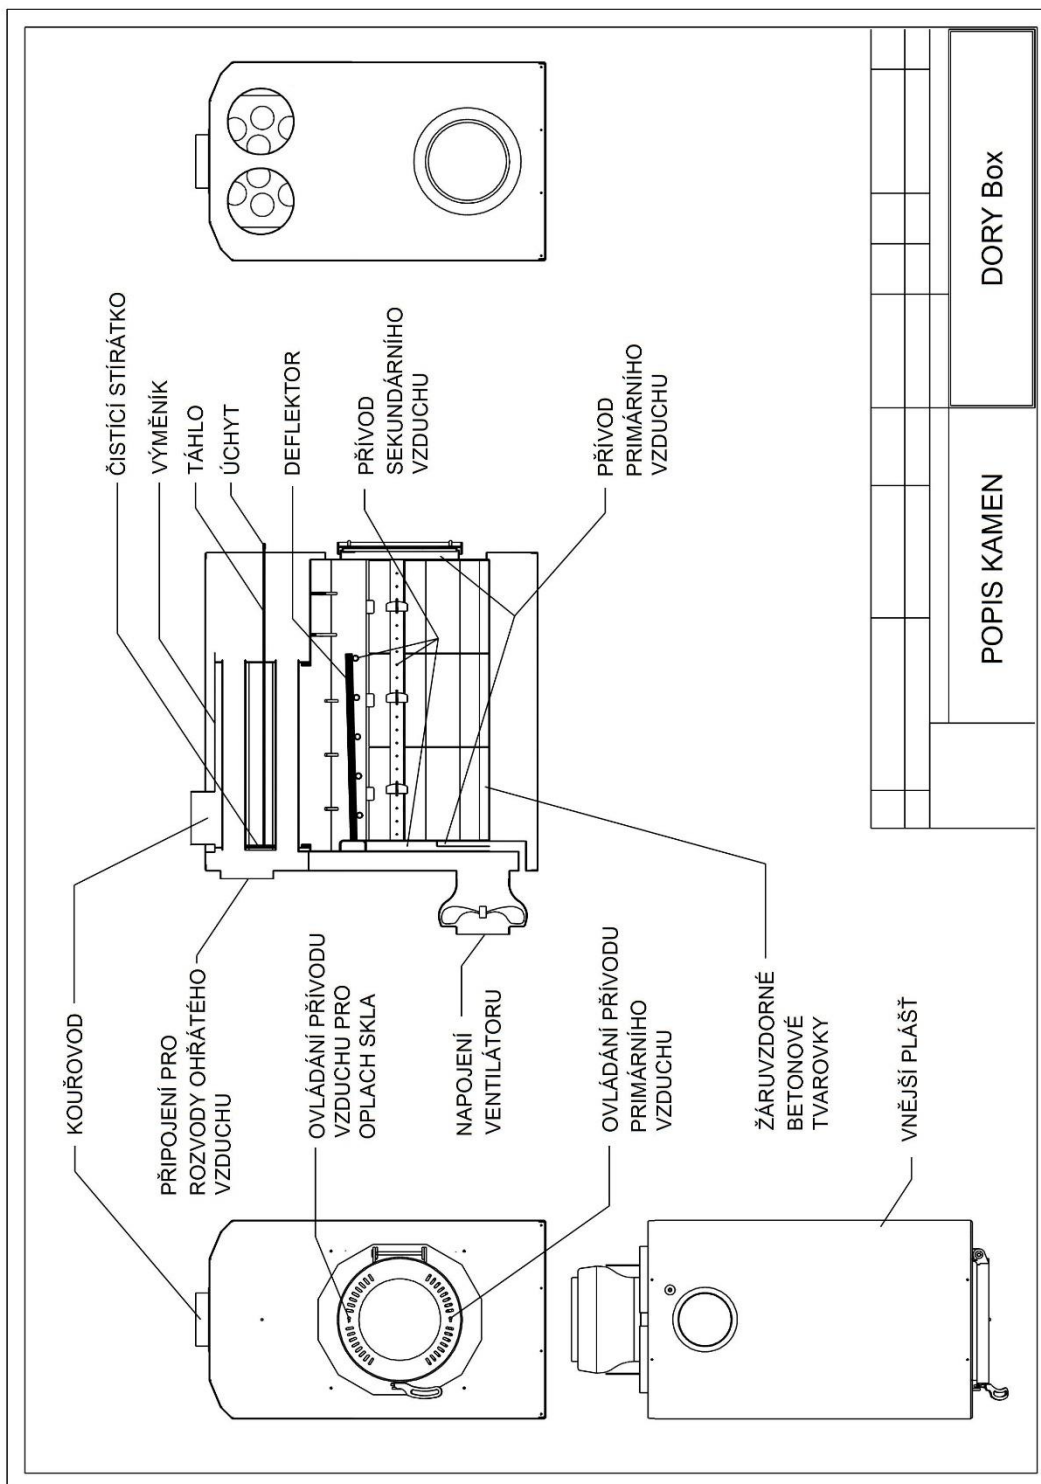 KOUŘOVOD
PŘIPOJENÍ PRO
ROZVODY OHŘÁTÉHO
VZDUCHU
OVLÁDÁNÍ PŘÍVODU
VZDUCHU PRO
OPLACH SKLA
NAPOJENÍ
VENTILÁTORU
OVLÁDÁNÍ PŘÍVODU
PRIMÁRNÍHO
VZDUCHU
ŽÁRUVZDORNÉ
BETONOVÉ
TVAROVKY
VNĚJŠÍ PLÁŠŤ
ČISTÍCÍ STÍRÁTKO
VÝMĚNÍK
TÁHLO
ÚCHYT
DEFLEKTOR
PŘÍVOD
SEKUNDÁRNÍHO
VZDUCHU
PŘÍVOD
PRIMÁRNÍHO
VZDUCHU
POPIS KAMEN
DORY Box